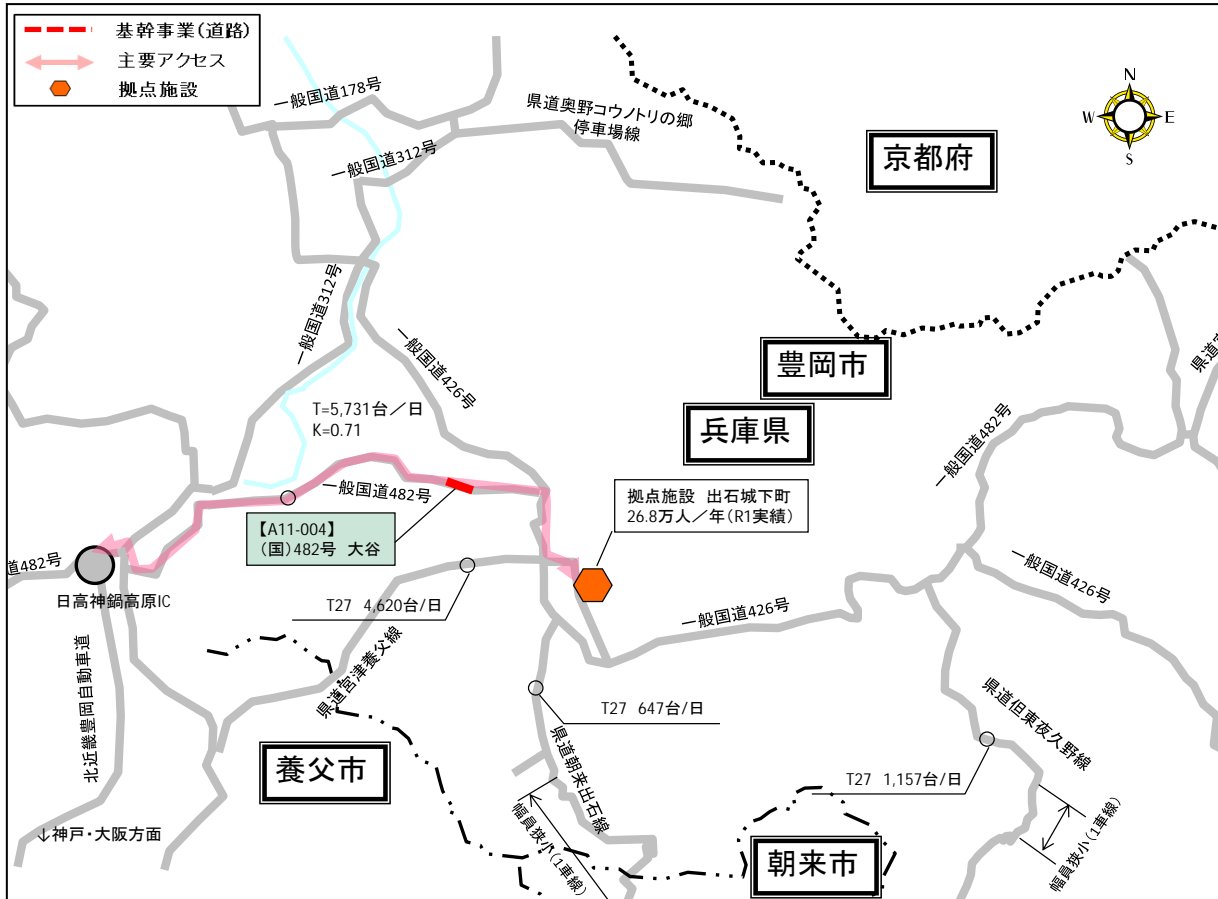 基幹事業(道路)
主要アクセス
拠点施設
一般国道178号
県道奥野コウノトリの郷
停車場線
N
W
E
S
京都府
一般国道312号
一般国道312号
一般国道426号
豊岡市
兵庫県
県道
一般国道482号
T=5,731台/日
K=0.71
一般国道482号
拠点施設 出石城下町
26.8万人/年(R1実績)
【A11-004】
(国)482号 大谷
道482号
日高神鍋高原IC
T27 4,620台/日
一般国道426号
一般国道426号
県道宮津養父線
北近畿豊岡自動車道
T27 647台/日
県道但東夜久野線
養父市
県道朝来出石線
T27 1,157台/日
幅員狭小(1車線)
幅員狭小(1車線)
↓神戸・大阪方面
朝来市